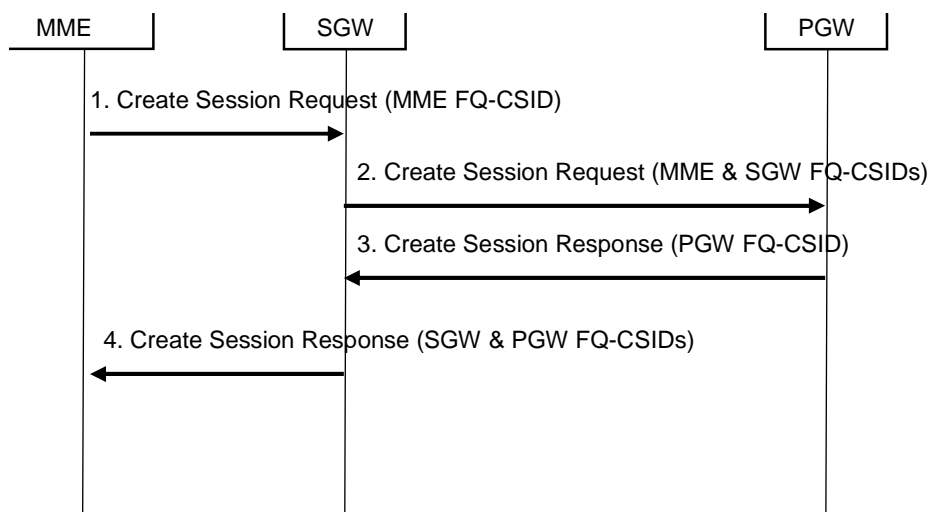 MME SGW PGW
1. Create Session Request (MME FQ-CSID)
2. Create Session Request (MME & SGW FQ-CSIDs)
3. Create Session Response (PGW FQ-CSID)
4. Create Session Response (SGW & PGW FQ-CSIDs)